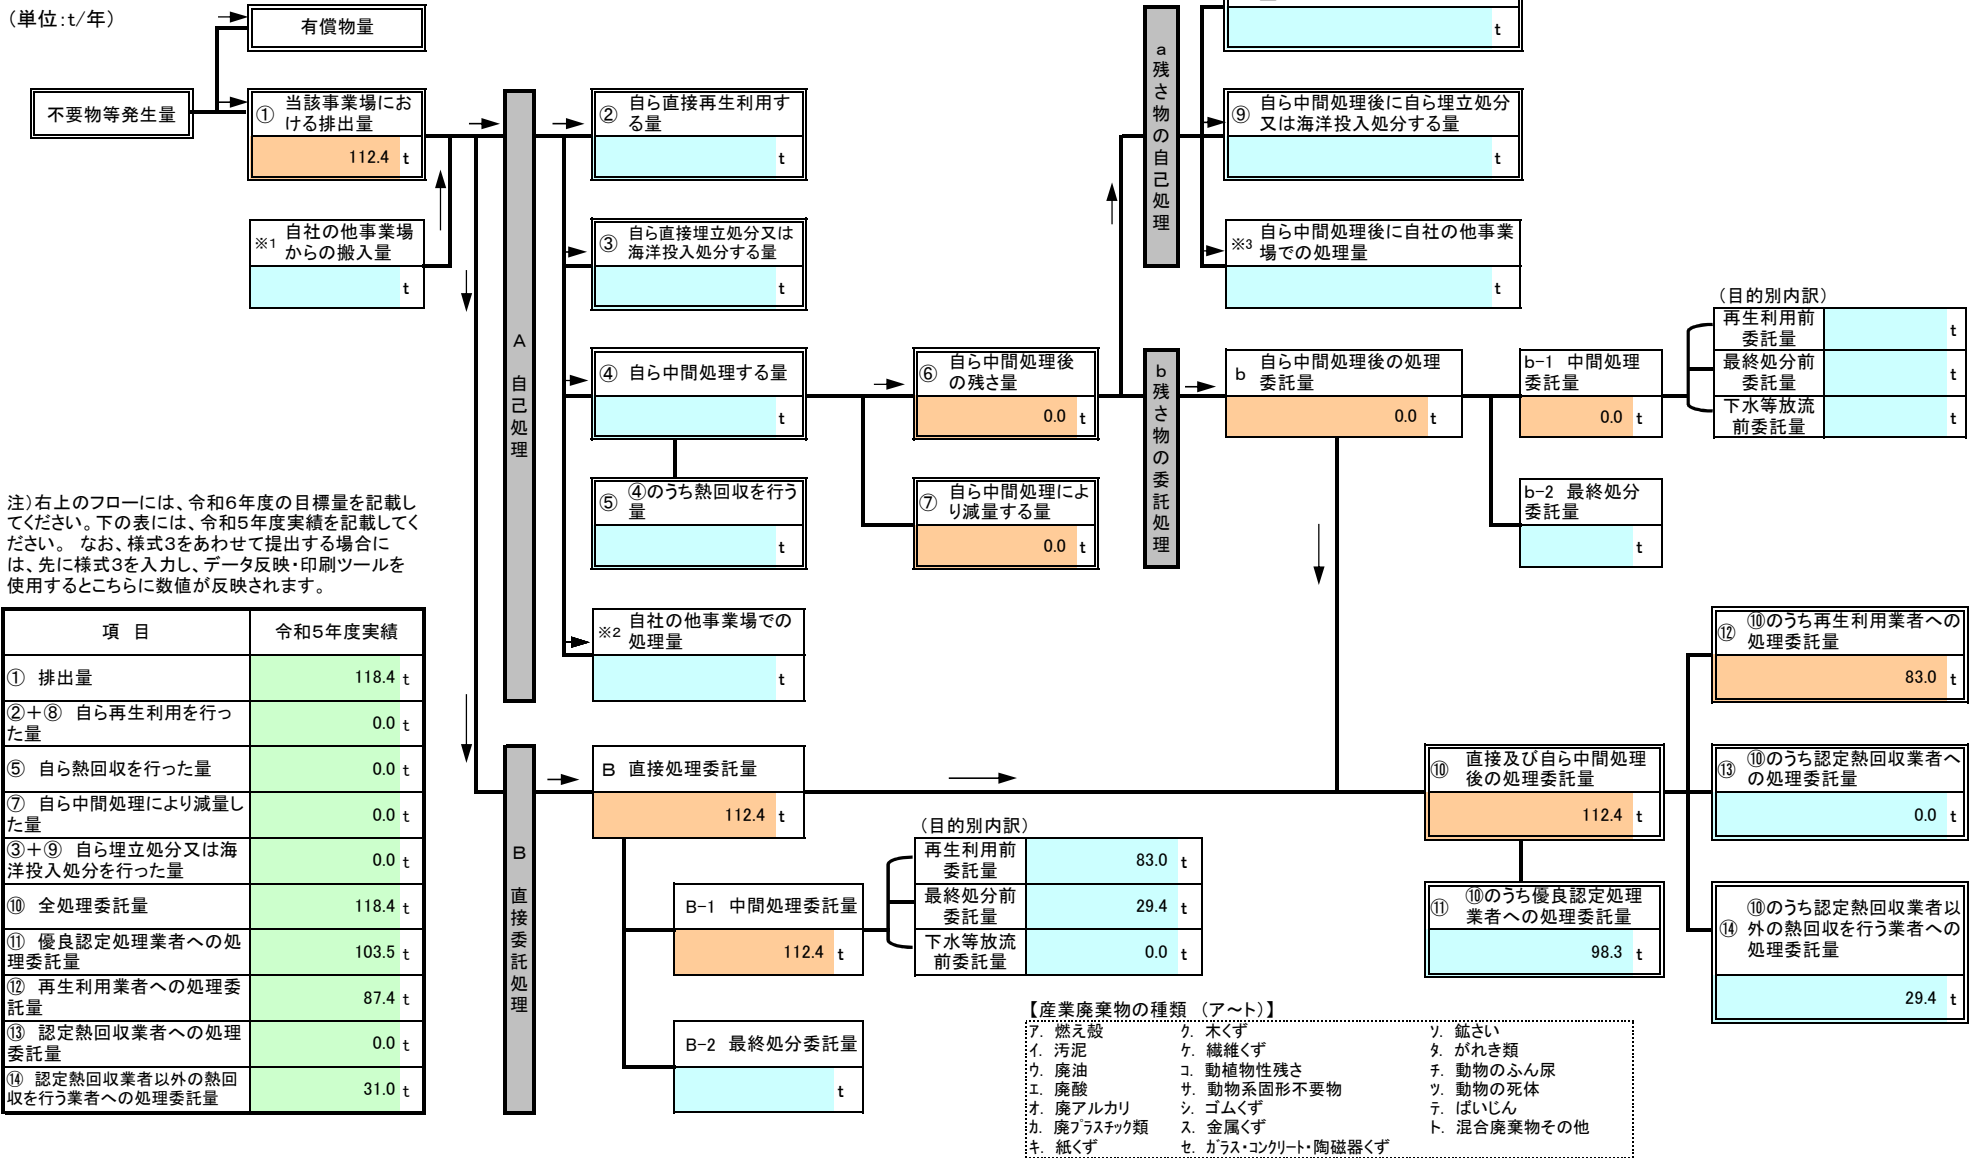 （単位:t/年）
有償物量
不要物等発生量
① 当該事業場にお
ける排出量
112.4 t
※1 自社の他事業場
からの搬入量
t
A 自己処理
② 自ら直接再生利用す
る量
t
③ 自ら直接埋立処分又は
海洋投入処分する量
t
④ 自ら中間処理する量
t
⑤ ④のうち熱回収を行う
量
t
※2 自社の他事業場での
処理量
t
⑥ 自ら中間処理後
の残さ量
0.0 t
⑦ 自ら中間処理によ
り減量する量
0.0 t
a残さ物の自己処理
t
⑨ 自ら中間処理後に自ら埋立処分
又は海洋投入処分する量
t
※3 自ら中間処理後に自社の他事業
場での処理量
t
b残さ物の委託処理
b 自ら中間処理後の処理
委託量
0.0 t
b-1 中間処理
委託量
0.0 t
b-2 最終処分
委託量
t
（目的別内訳）
再生利用前
委託量
t
最終処分前
委託量
t
下水等放流
前委託量
t
注）右上のフローには、令和6年度の目標量を記載し
てください。下の表には、令和5年度実績を記載してく
ださい。 なお、様式3をあわせて提出する場合に
は、先に様式3を入力し、データ反映・印刷ツールを
使用するとこちらに数値が反映されます。
項 目 令和5年度実績
① 排出量 118.4 t
②＋⑧ 自ら再生利用を行っ
た量 0.0 t
⑤ 自ら熱回収を行った量 0.0 t
⑦ 自ら中間処理により減量し
た量 0.0 t
③＋⑨ 自ら埋立処分又は海
洋投入処分を行った量 0.0 t
⑩ 全処理委託量 118.4 t
⑪ 優良認定処理業者への処
理委託量 103.5 t
⑫ 再生利用業者への処理委
託量 87.4 t
⑬ 認定熱回収業者への処理
委託量 0.0 t
⑭ 認定熱回収業者以外の熱回
収を行う業者への処理委託量 31.0 t
B 直接委託処理
B 直接処理委託量
112.4 t
B-1 中間処理委託量
112.4 t
B-2 最終処分委託量
t
（目的別内訳）
再生利用前
委託量
83.0 t
最終処分前
委託量
29.4 t
下水等放流
前委託量
0.0 t
⑩ 直接及び自ら中間処理
後の処理委託量
112.4 t
⑪ ⑩のうち優良認定処理
業者への処理委託量
98.3 t
⑫ ⑩のうち再生利用業者への
処理委託量
83.0 t
⑬ ⑩のうち認定熱回収業者へ
の処理委託量
0.0 t
⑭ ⑩のうち認定熱回収業者以
外の熱回収を行う業者への
処理委託量
29.4 t
【産業廃棄物の種類 （ア～ト）】
ア. 燃え殻 ク. 木くず ソ. 鉱さい
イ. 汚泥 ケ. 繊維くず タ. がれき類
ウ. 廃油 コ. 動植物性残さ チ. 動物のふん尿
エ. 廃酸 サ. 動物系固形不要物 ツ. 動物の死体
オ. 廃アルカリ シ. ゴムくず テ. ばいじん
カ. 廃プラスチック類 ス. 金属くず ト. 混合廃棄物その他
キ. 紙くず セ. ガラス・コンクリート・陶磁器くず